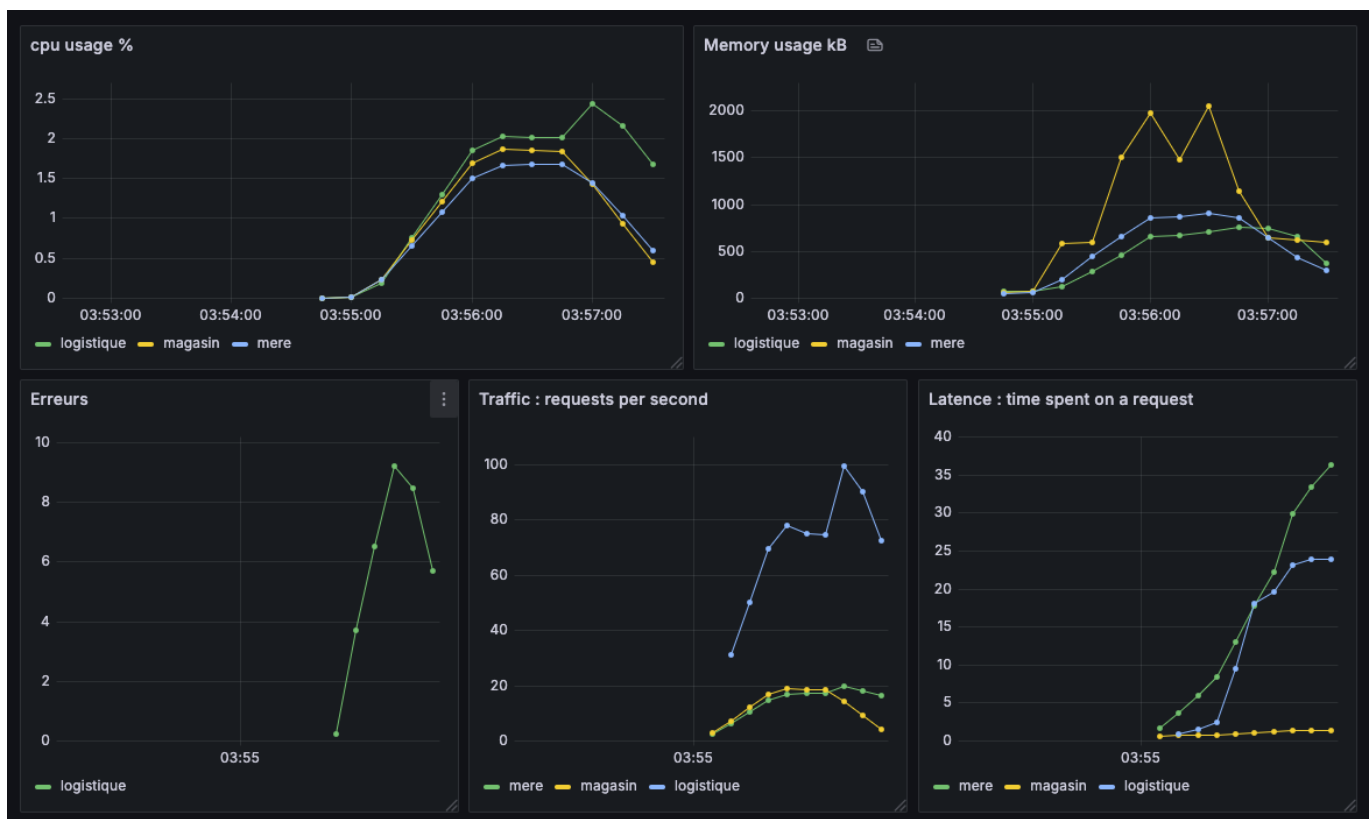 cpu usage %
2.5
2
1.5
1
0.5
0
03:53:00 03:54:00 03:55:00 03:56:00 03:57:00
logistique magasin mere
Memory usage kB
2000
1500
1000
500
0
03:53:00 03:54:00 03:55:00 03:56:00 03:57:00
logistique magasin mere
Erreurs
10
8
6
4
2
0
03:55
logistique
Traffic : requests per second
100
80
60
40
20
0
03:55
mere magasin logistique
Latence : time spent on a request
40
35
30
25
20
15
10
5
0
03:55
mere magasin logistique